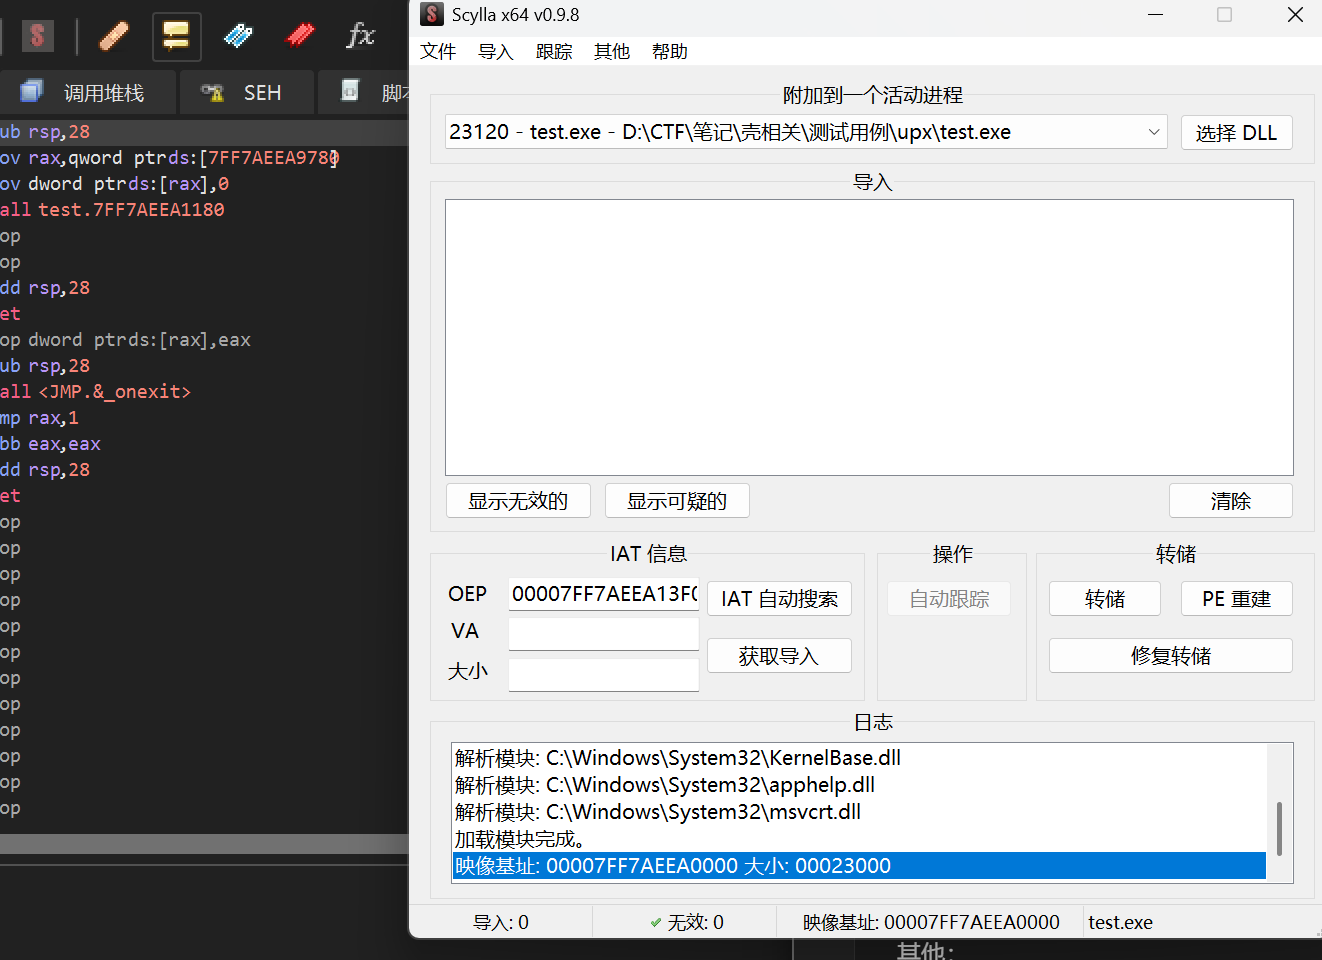 S
fx
调用堆栈
SEH
脚
ub rsp,28
ov rax,qword ptr ds:[7FF7AEEA9780]
ov dword ptr ds:[rax],0
all test.7FF7AEEA1180
op
op
dd rsp,28
et
op dword ptr ds:[rax],eax
ub rsp,28
all <JMP.&_onexit>
mp rax,1
bb eax,eax
dd rsp,28
et
op
op
op
op
op
op
op
op
op
op
op
op
Scylla x64 v0.9.8
文件 导入 跟踪 其他 帮助
附加到一个活动进程
23120 - test.exe - D:\CTF\笔记\壳相关\测试用例\upx\test.exe
选择 DLL
导入
显示无效的
显示可疑的
清除
IAT 信息
OEP 00007FF7AEEA13F0
VA
大小
IAT 自动搜索
获取导入
操作
自动跟踪
转储
转储
PE 重建
修复转储
日志
解析模块: C:\Windows\System32\KernelBase.dll
解析模块: C:\Windows\System32\apphelp.dll
解析模块: C:\Windows\System32\msvcrt.dll
加载模块完成。
映像基址: 00007FF7AEEA0000 大小: 00023000
导入: 0
无效: 0
映像基址: 00007FF7AEEA0000
test.exe
其他: